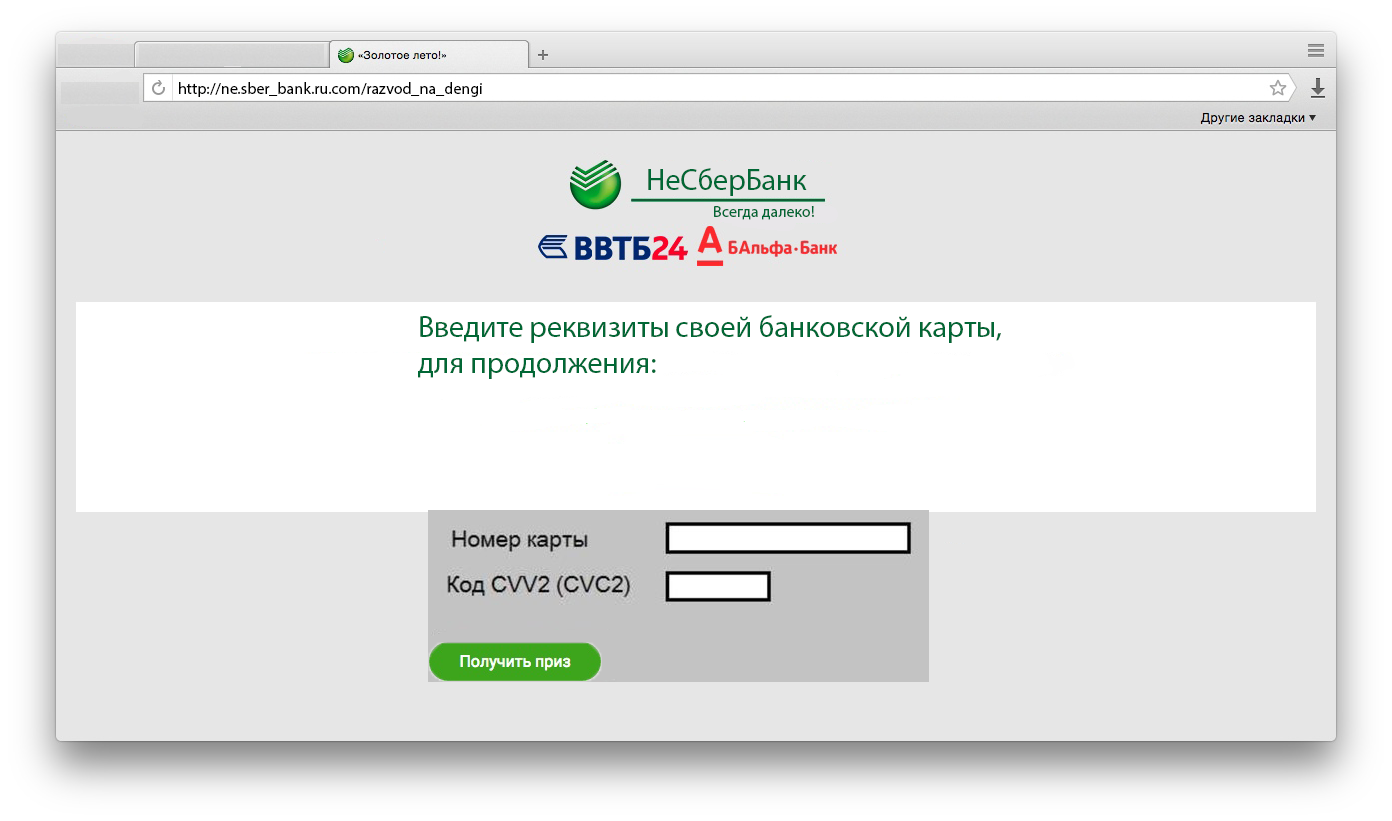 «Золотое лето!»
http://ne.sber_bank.ru.com/razvod_na_dengi
Другие закладки
НеСберБанк
Всегда далеко!
ВВТБ24 БАльфа·Банк
Введите реквизиты своей банковской карты,
для продолжения:
Номер карты
Код CVV2 (CVC2)
Получить приз